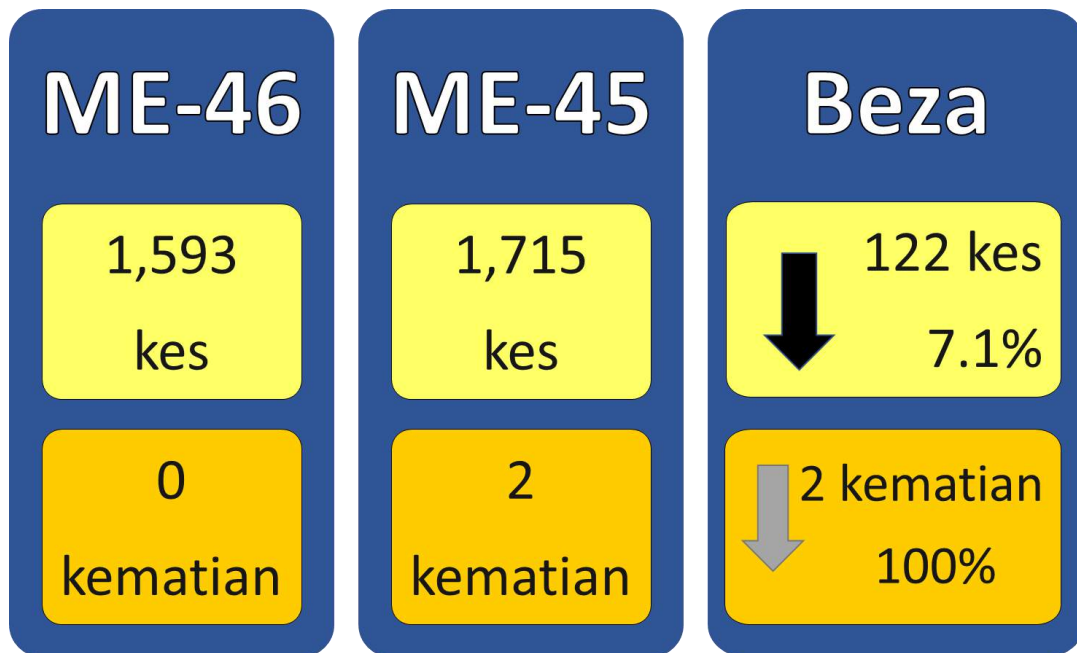 ME-46
1,593
kes
0
kematian
ME-45
1,715
kes
2
kematian
Beza
122 kes
7.1%
2 kematian
100%